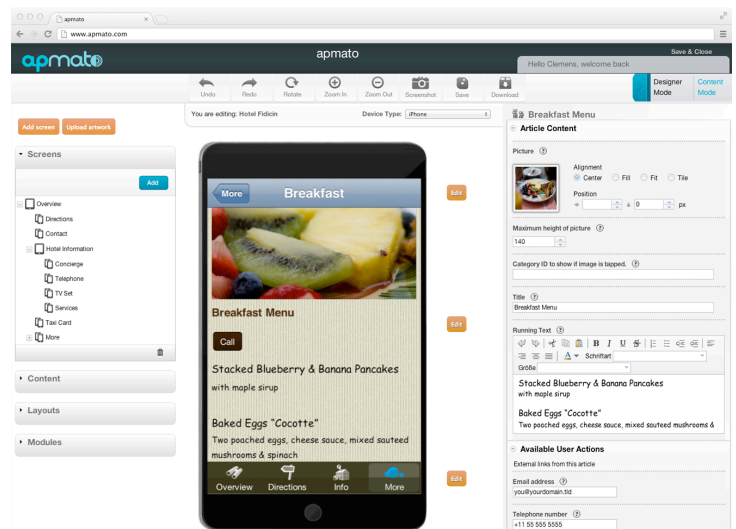 apmato
www.apmato.com
apmato
apmato
Save & Close
Hello Clemens, welcome back
Undo
Redo
Rotate
Zoom In
Zoom Out
Screenshot
Save
Download
Designer Mode
Content Mode
You are editing: Hotel Fidicin
Device Type:
iPhone
Add screen
Upload artwork
Screens
Add
Overview
Directions
Contact
Hotel Information
Concierge
Telephone
TV Set
Services
Taxi Card
More
Content
Layouts
Modules
More
Breakfast
Breakfast Menu
Call
Stacked Blueberry & Banana Pancakes
with maple sirup
Baked Eggs “Cocotte”
Two poached eggs, cheese sauce, mixed sauteed
mushrooms & spinach
Overview
Directions
Info
More
Edit
Edit
Edit
Breakfast Menu
Article Content
Picture
Alignment
Center
Fill
Fit
Tile
Position
0
px
Maximum height of picture
140
Category ID to show if image is tapped.
Title
Breakfast Menu
Running Text
B I U S
A
Schriftart
Größe
Stacked Blueberry & Banana Pancakes
with maple sirup
Baked Eggs “Cocotte”
Two poached eggs, cheese sauce, mixed sauteed mushrooms &
Available User Actions
External links from this article
Email address
you@yourdomain.tld
Telephone number
+11 55 555 5555